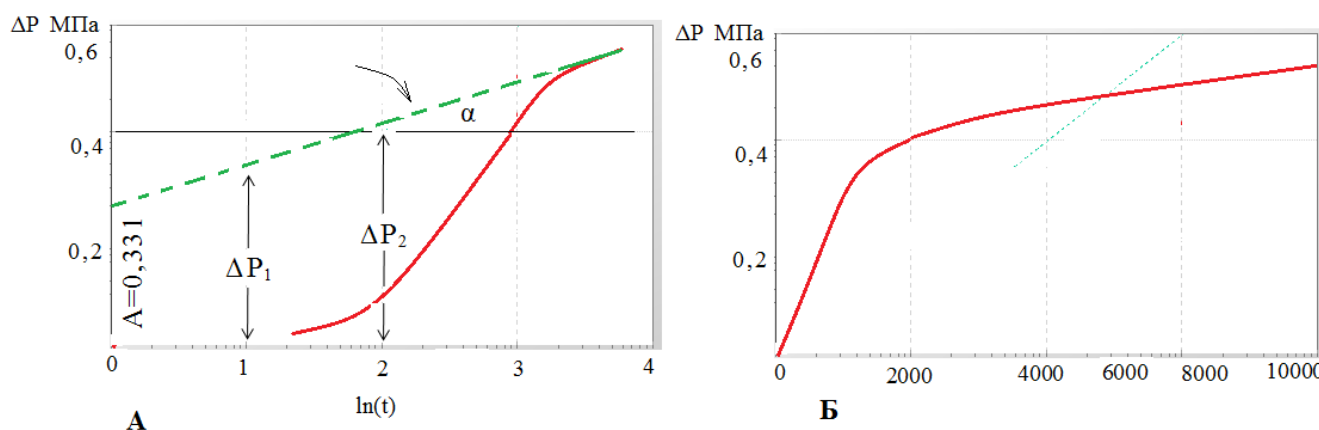 ΔP МПа
0,6
0,4
0,2
A=0,331
ΔP₁
ΔP₂
α
0 1 2 3 4
ln(t)
А
ΔP МПа
0,6
0,4
0,2
0 2000 4000 6000 8000 10000
Б